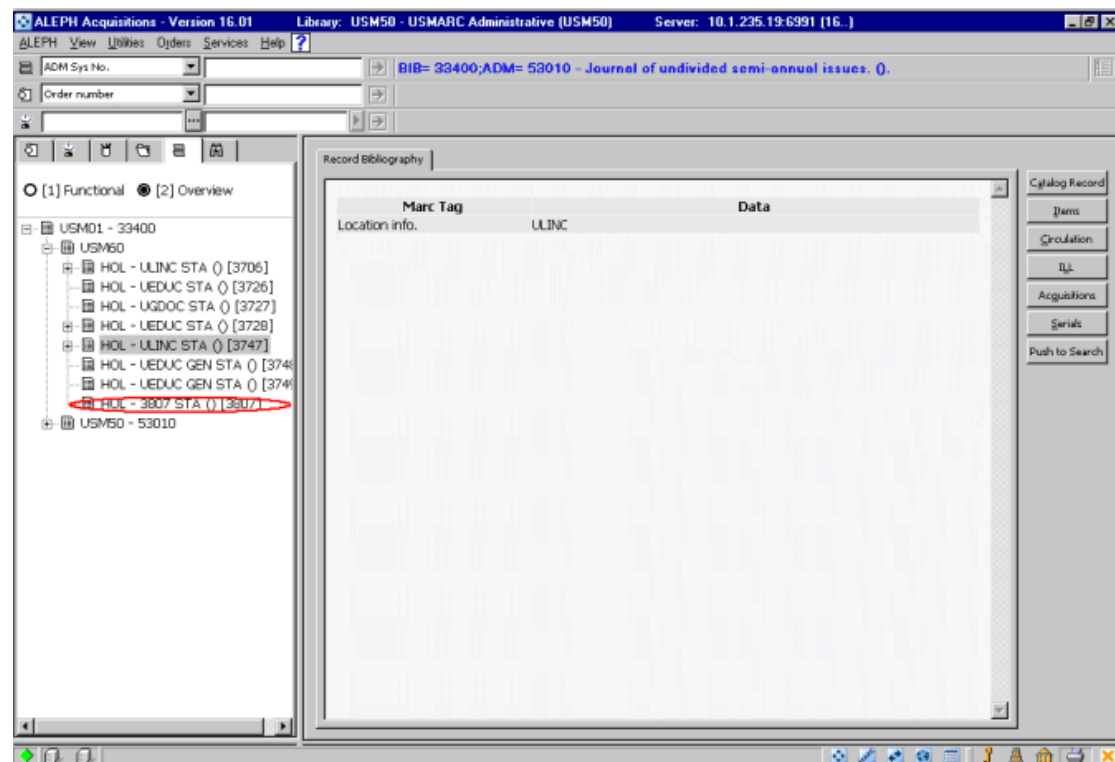 ALEPH Acquisitions - Version 16.01 Library: USM50 - USMARC Administrative (USM50) Server: 10.1.235.19:6991 (16..)
ALEPH View Utilities Orders Services Help ?
ADM Sys No. BIB= 33400;ADM= 53010 - Journal of undivided semi-annual issues. ().
Order number
[1] Functional [2] Overview
USM01 - 33400
USM60
HOL - ULINC STA () [3706]
HOL - UEDUC STA () [3726]
HOL - UGDOC STA () [3727]
HOL - UEDUC STA () [3728]
HOL - ULINC STA () [3747]
HOL - UEDUC GEN STA () [3748
HOL - UEDUC GEN STA () [3749
HOL - 3807 STA () [3807]
USM50 - 53010
Record Bibliography
Marc Tag Data
Location info. ULINC
Catalog Record
Items
Circulation
ILL
Acquisitions
Serials
Push to Search